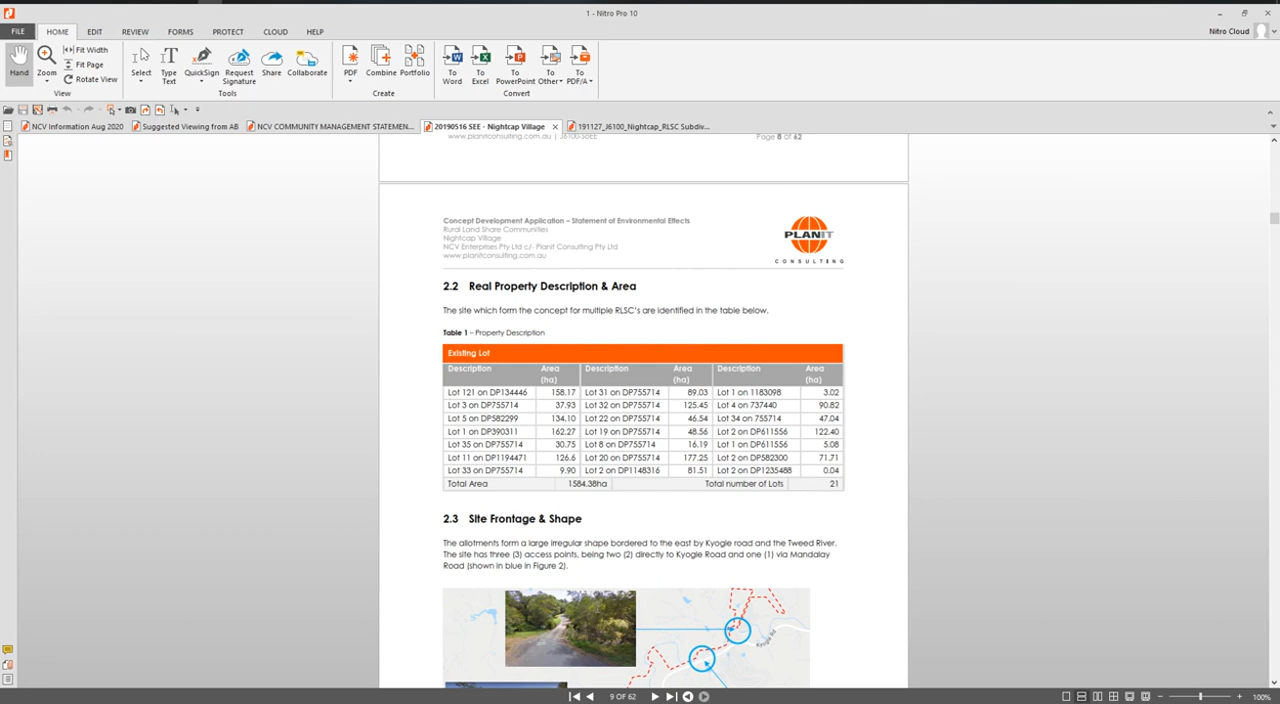 1 - Nitro Pro 10
FILE HOME EDIT REVIEW FORMS PROTECT CLOUD HELP
Nitro Cloud
Hand
Zoom
Fit Width
Fit Page
Rotate View
View
Select
Type Text
QuickSign
Request Signature
Share
Collaborate
Tools
PDF
Combine
Portfolio
Create
To Word
To Excel
To PowerPoint
To Other
To PDF/A
Convert
NCV Information Aug 2020
Suggested Viewing from AB
NCV COMMUNITY MANAGEMENT STATEMEN...
20190516 SEE - Nightcap Village
191127_J6100_Nightcap_RLSC Subdiv...
www.planitconsulting.com.au | J6100-SoEE Page 8 of 62
Concept Development Application – Statement of Environmental Effects
Rural Land Share Communities
Nightcap Village
NCV Enterprises Pty Ltd c/- Planit Consulting Pty Ltd
www.planitconsulting.com.au
PLANIT
CONSULTING
2.2 Real Property Description & Area
The site which form the concept for multiple RLSC's are identified in the table below.
Table 1 – Property Description
Existing Lot
Description Area (ha) Description Area (ha) Description Area (ha)
Lot 121 on DP134446 158.17 Lot 31 on DP755714 89.03 Lot 1 on 1183098 3.02
Lot 3 on DP755714 37.93 Lot 32 on DP755714 125.45 Lot 4 on 737440 90.82
Lot 5 on DP582299 134.10 Lot 22 on DP755714 46.54 Lot 34 on 755714 47.04
Lot 1 on DP390311 162.27 Lot 19 on DP755714 48.56 Lot 2 on DP611556 122.40
Lot 35 on DP755714 30.75 Lot 8 on DP755714 16.19 Lot 1 on DP611556 5.08
Lot 11 on DP1194471 126.6 Lot 20 on DP755714 177.25 Lot 2 on DP582300 71.71
Lot 33 on DP755714 9.90 Lot 2 on DP1148316 81.51 Lot 2 on DP1235488 0.04
Total Area 1584.38ha Total number of Lots 21
2.3 Site Frontage & Shape
The allotments form a large irregular shape bordered to the east by Kyogle road and the Tweed River.
The site has three (3) access points, being two (2) directly to Kyogle Road and one (1) via Mandalay
Road (shown in blue in Figure 2).
Kyogle Rd
9 OF 62
100%